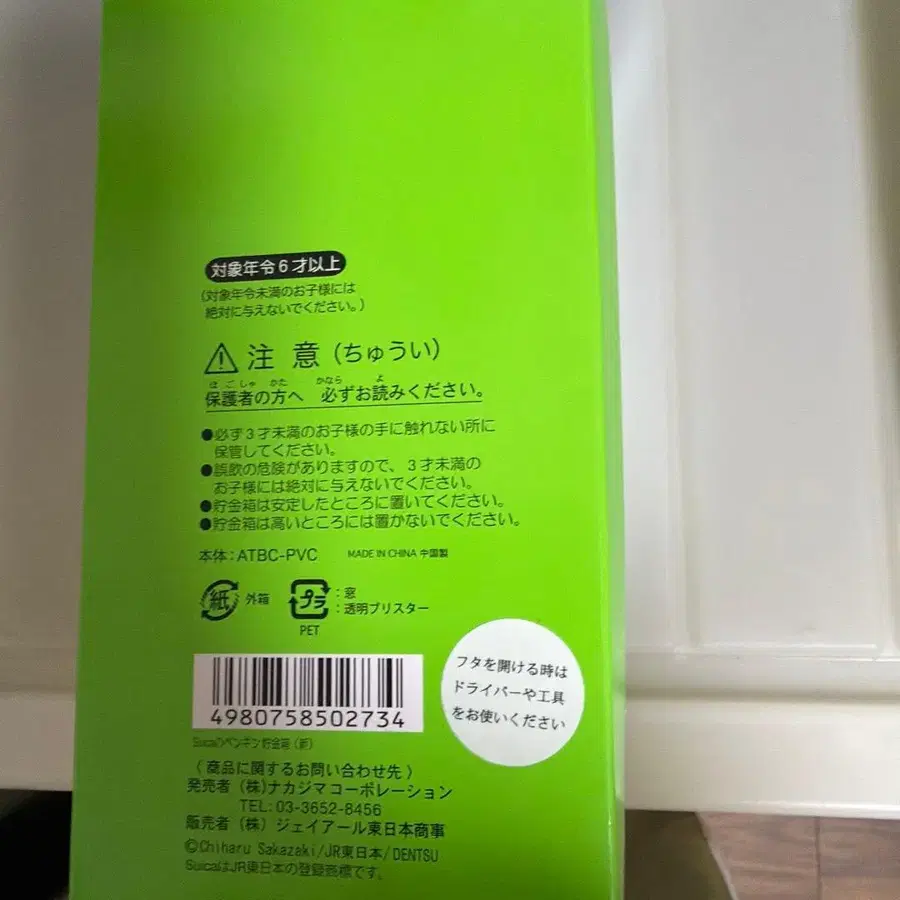 対象年令6才以上
(対象年令未満のお子様には
絶対に与えないでください。)
注 意 (ちゅうい)
ほごしゃ かた かなら よ
保護者の方へ 必ずお読みください。
●必ず3才未満のお子様の手に触れない所に
保管してください。
●誤飲の危険がありますので、3才未満の
お子様には絶対に与えないでください。
●貯金箱は安定したところに置いてください。
●貯金箱は高いところには置かないでください。
本体:ATBC-PVC MADE IN CHINA 中国製
紙 外箱 プラ :窓
:透明ブリスター
PET
4980758502734
フタを開ける時は
ドライバーや工具
をお使いください
Suicaのペンギン貯金箱(新)
〈商品に関するお問い合わせ先〉
発売者(株)ナカジマコーポレーション
TEL:03-3652-8456
販売者(株)ジェイアール東日本商事
©Chiharu Sakazaki/JR東日本/DENTSU
SuicaはJR東日本の登録商標です。